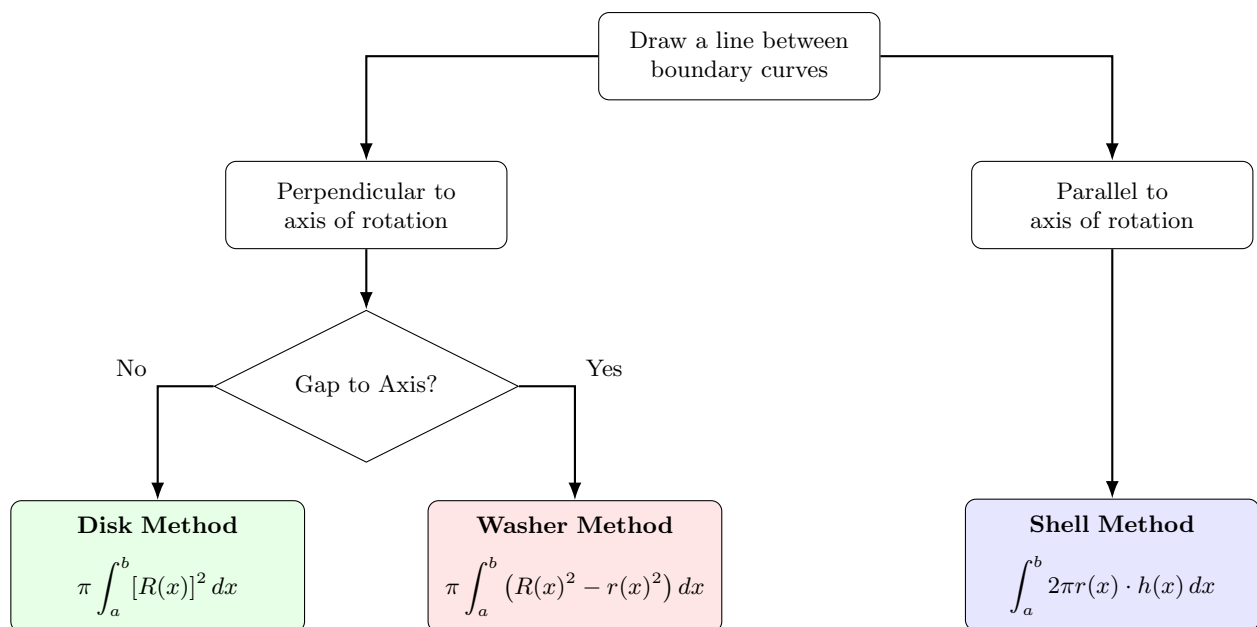 Draw a line between
boundary curves
Perpendicular to
axis of rotation
Parallel to
axis of rotation
Gap to Axis?
No
Yes
Disk Method
π ∫_a^b [R(x)]² dx
Washer Method
π ∫_a^b (R(x)² − r(x)²) dx
Shell Method
∫_a^b 2πr(x) · h(x) dx